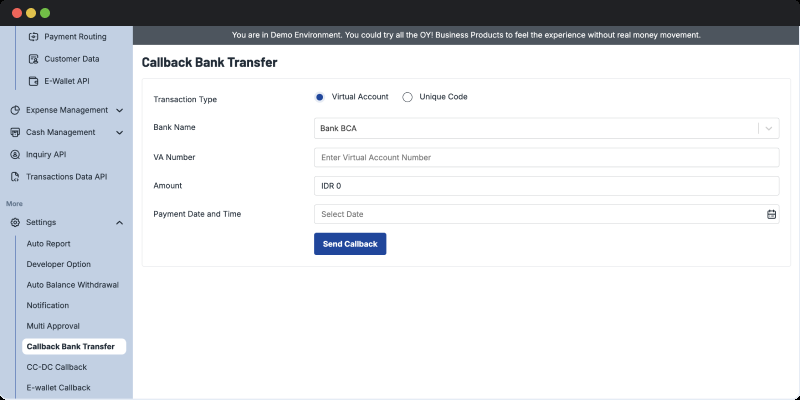 You are in Demo Environment. You could try all the OY! Business Products to feel the experience without real money movement.
Payment Routing
Customer Data
E-Wallet API
Expense Management
Cash Management
Inquiry API
Transactions Data API
More
Settings
Auto Report
Developer Option
Auto Balance Withdrawal
Notification
Multi Approval
Callback Bank Transfer
CC-DC Callback
E-wallet Callback
Callback Bank Transfer
Transaction Type Virtual Account Unique Code
Bank Name Bank BCA
VA Number Enter Virtual Account Number
Amount IDR 0
Payment Date and Time Select Date
Send Callback